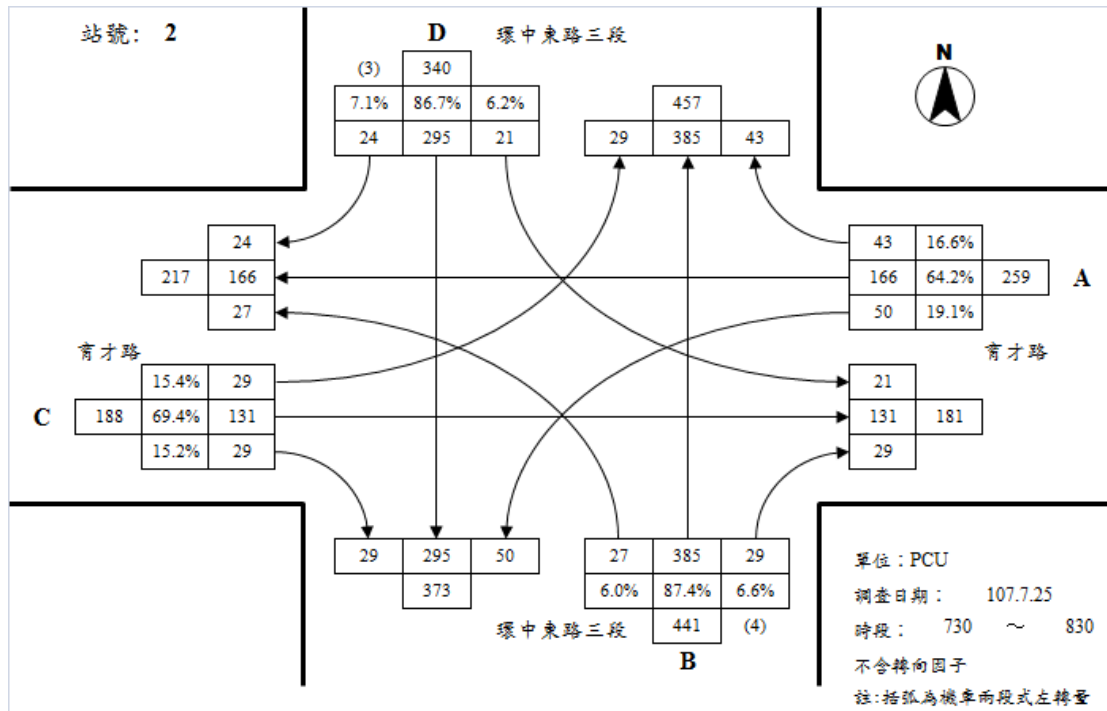 站號: 2
D
環中東路三段
N
(3)
340
7.1% 86.7% 6.2%
24 295 21
457
29 385 43
24
217 166
27
43 16.6%
166 64.2% 259
50 19.1%
A
育才路
育才路
C
15.4% 29
188 69.4% 131
15.2% 29
21
131 181
29
29 295 50
373
27 385 29
6.0% 87.4% 6.6%
441
(4)
環中東路三段
B
單位：PCU
調查日期： 107.7.25
時段： 730 ～ 830
不含轉向因子
註:括弧為機車兩段式左轉量